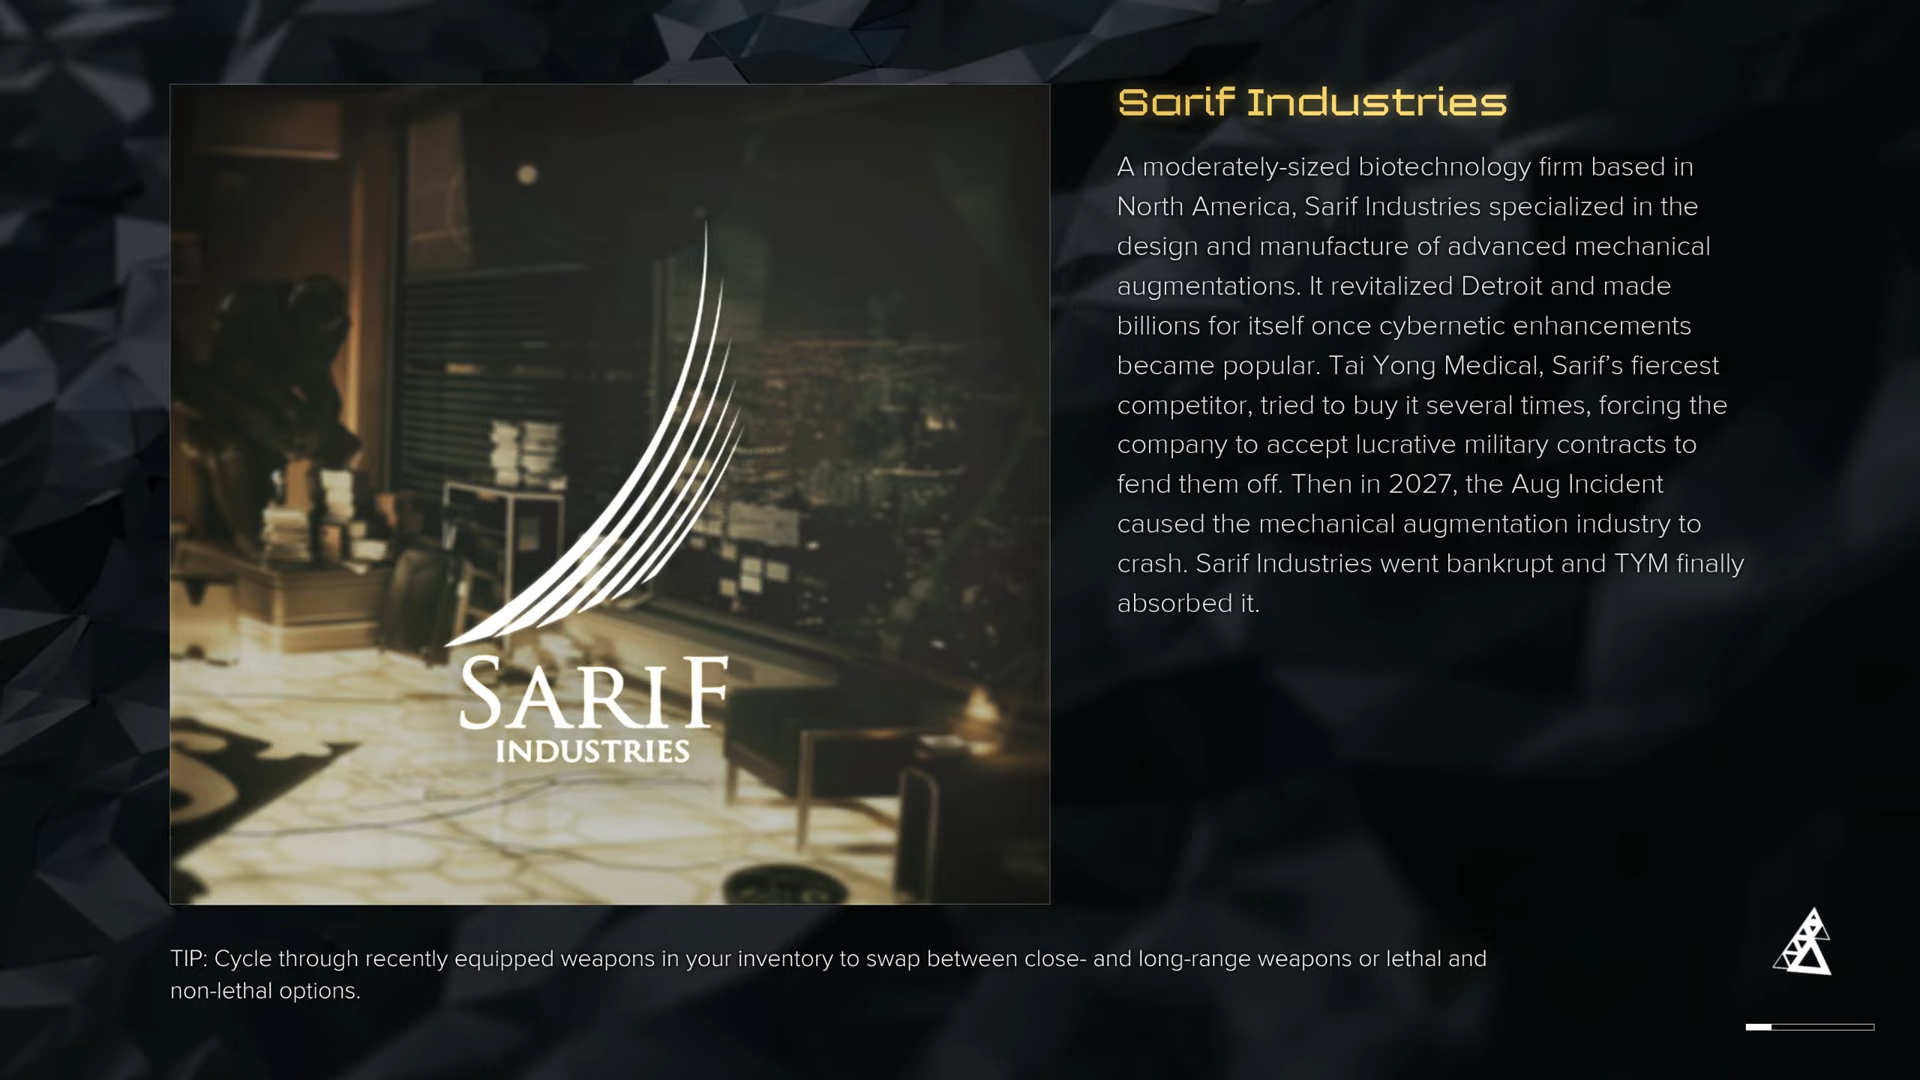 Sarif Industries
A moderately-sized biotechnology firm based in
North America, Sarif Industries specialized in the
design and manufacture of advanced mechanical
augmentations. It revitalized Detroit and made
billions for itself once cybernetic enhancements
became popular. Tai Yong Medical, Sarif’s fiercest
competitor, tried to buy it several times, forcing the
company to accept lucrative military contracts to
fend them off. Then in 2027, the Aug Incident
caused the mechanical augmentation industry to
crash. Sarif Industries went bankrupt and TYM finally
absorbed it.
SARIF
INDUSTRIES
TIP: Cycle through recently equipped weapons in your inventory to swap between close- and long-range weapons or lethal and
non-lethal options.